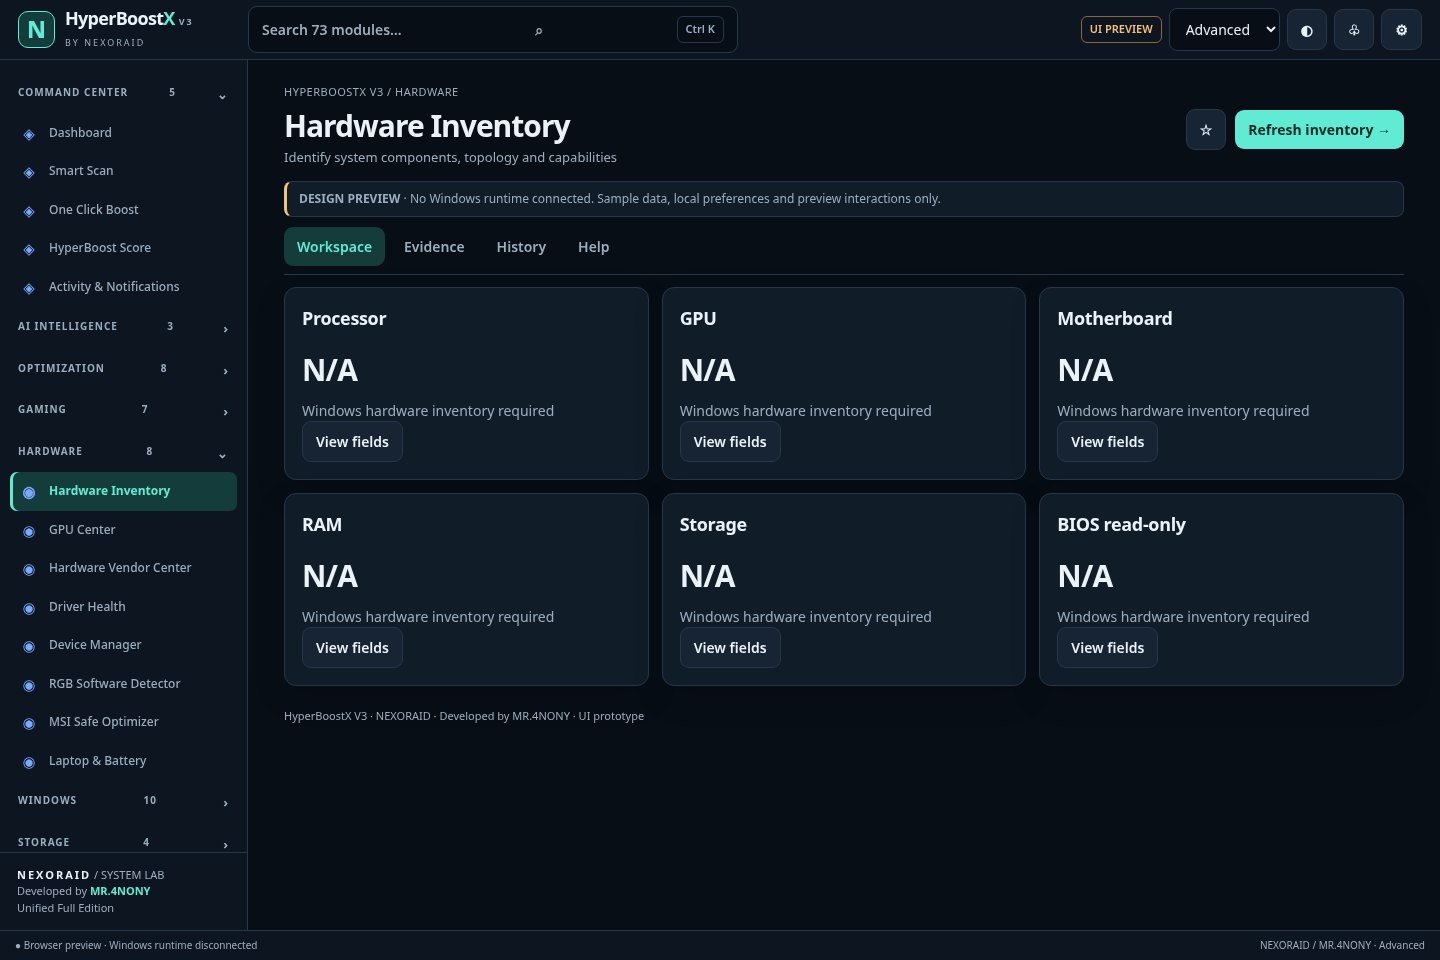 N
HyperBoostX V3
BY NEXORAID
Search 73 modules...
Ctrl K
UI PREVIEW
Advanced
COMMAND CENTER 5
Dashboard
Smart Scan
One Click Boost
HyperBoost Score
Activity & Notifications
AI INTELLIGENCE 3
OPTIMIZATION 8
GAMING 7
HARDWARE 8
Hardware Inventory
GPU Center
Hardware Vendor Center
Driver Health
Device Manager
RGB Software Detector
MSI Safe Optimizer
Laptop & Battery
WINDOWS 10
STORAGE 4
NEXORAID / SYSTEM LAB
Developed by MR.4NONY
Unified Full Edition
HYPERBOOSTX V3 / HARDWARE
Hardware Inventory
Identify system components, topology and capabilities
Refresh inventory →
DESIGN PREVIEW · No Windows runtime connected. Sample data, local preferences and preview interactions only.
Workspace Evidence History Help
Processor
N/A
Windows hardware inventory required
View fields
GPU
N/A
Windows hardware inventory required
View fields
Motherboard
N/A
Windows hardware inventory required
View fields
RAM
N/A
Windows hardware inventory required
View fields
Storage
N/A
Windows hardware inventory required
View fields
BIOS read-only
N/A
Windows hardware inventory required
View fields
HyperBoostX V3 · NEXORAID · Developed by MR.4NONY · UI prototype
● Browser preview · Windows runtime disconnected
NEXORAID / MR.4NONY · Advanced